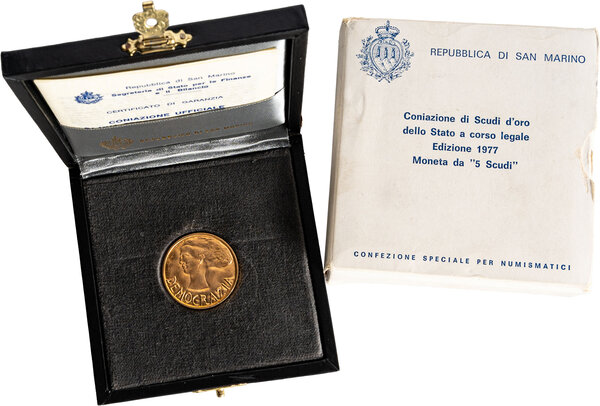 Repubblica di San Marino
Segreteria di Stato per le Finanze
e il Bilancio
CERTIFICATO DI GARANZIA
CONIAZIONE UFFICIALE
DEMOCRATIA
REPUBBLICA DI SAN MARINO
Coniazione di Scudi d'oro
dello Stato a corso legale
Edizione 1977
Moneta da "5 Scudi"
CONFEZIONE SPECIALE PER NUMISMATICI